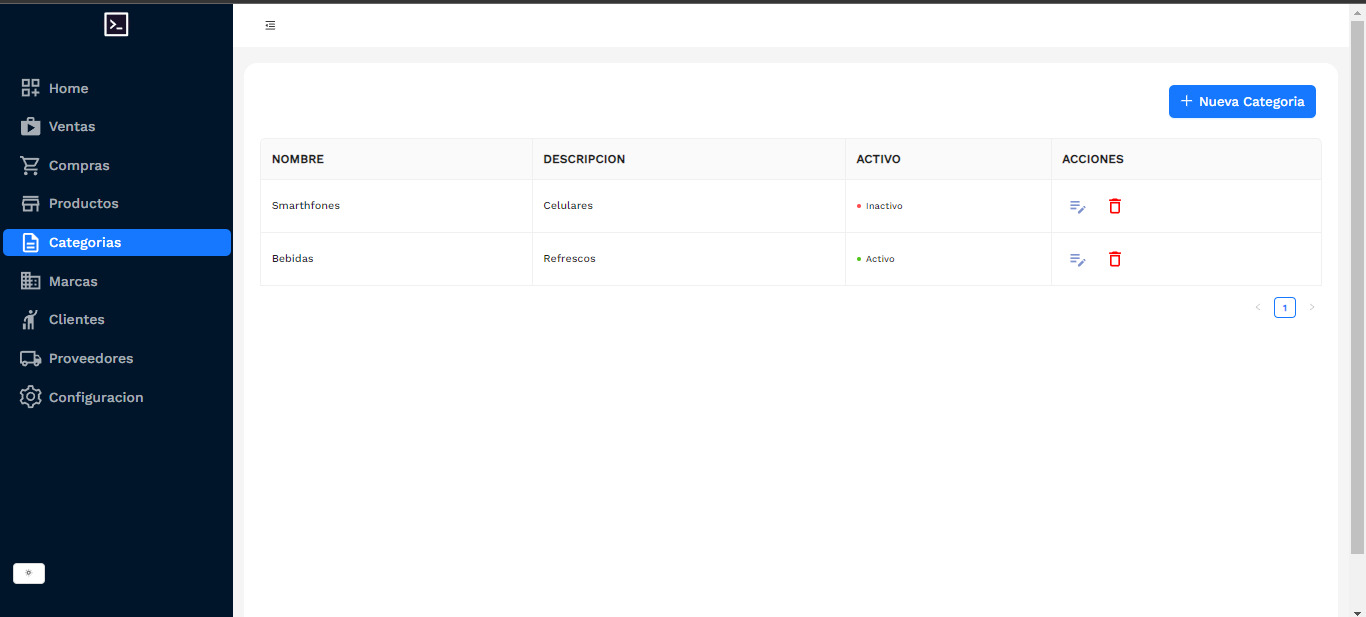 Home
Ventas
Compras
Productos
Categorias
Marcas
Clientes
Proveedores
Configuracion
+ Nueva Categoria
NOMBRE DESCRIPCION ACTIVO ACCIONES
Smarthfones Celulares Inactivo
Bebidas Refrescos Activo
< 1 >